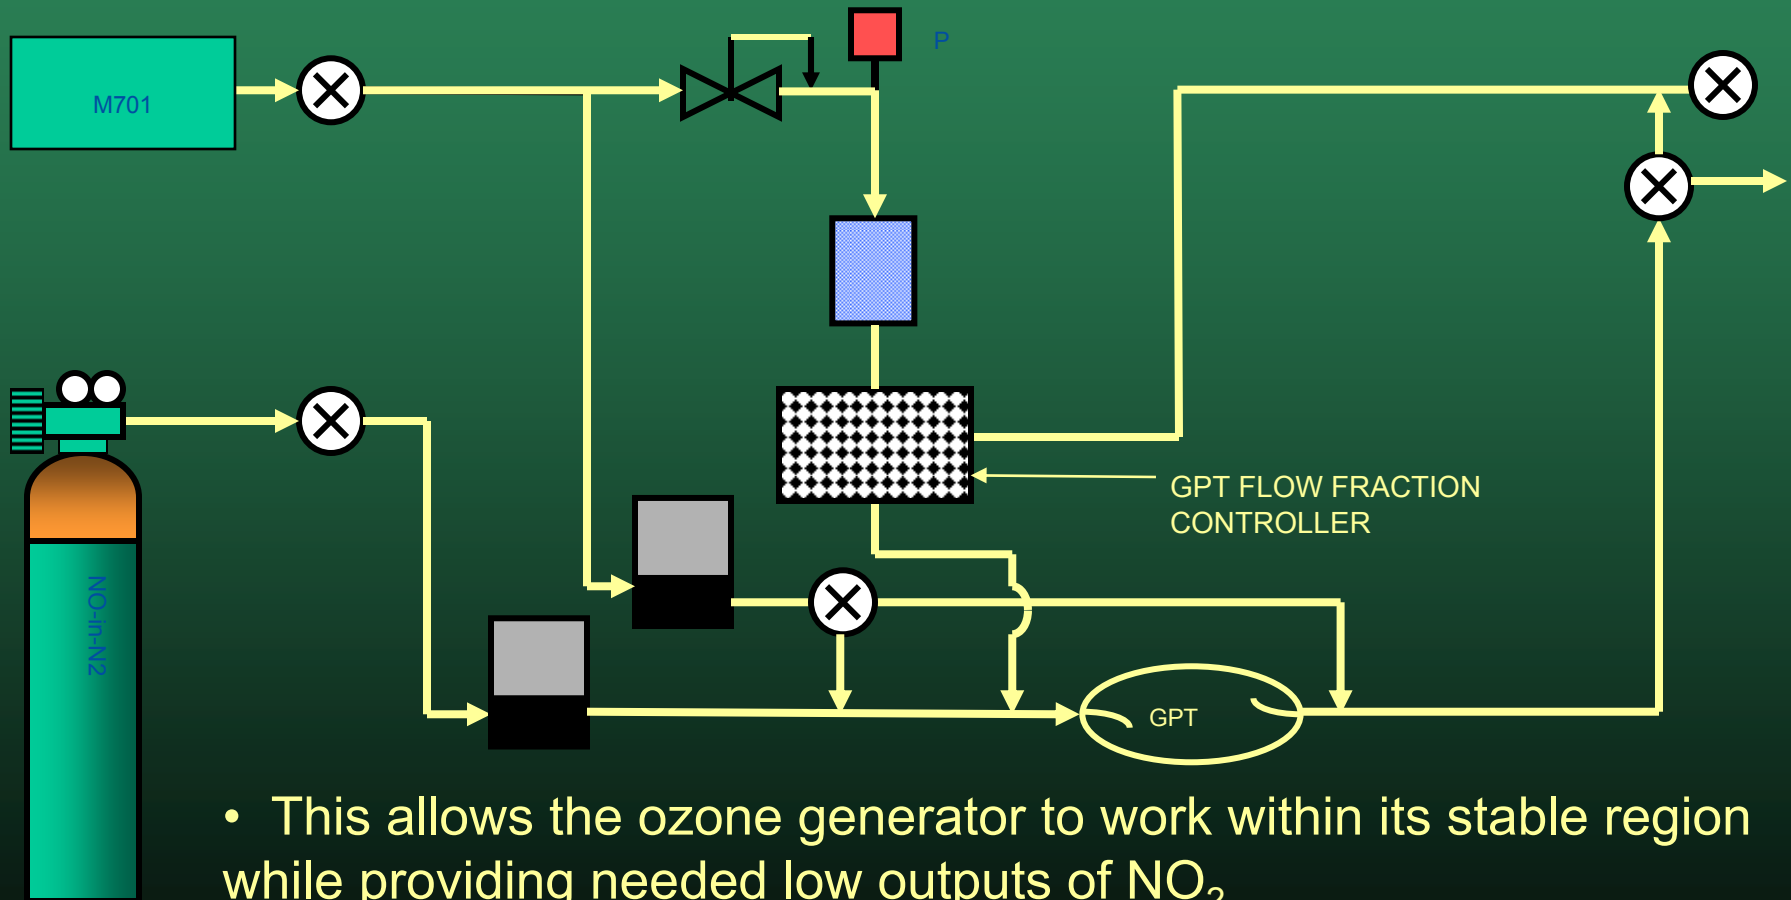 P
M701
GPT FLOW FRACTION
CONTROLLER
NO-in-N2
GPT
• This allows the ozone generator to work within its stable region
while providing needed low outputs of NO₂